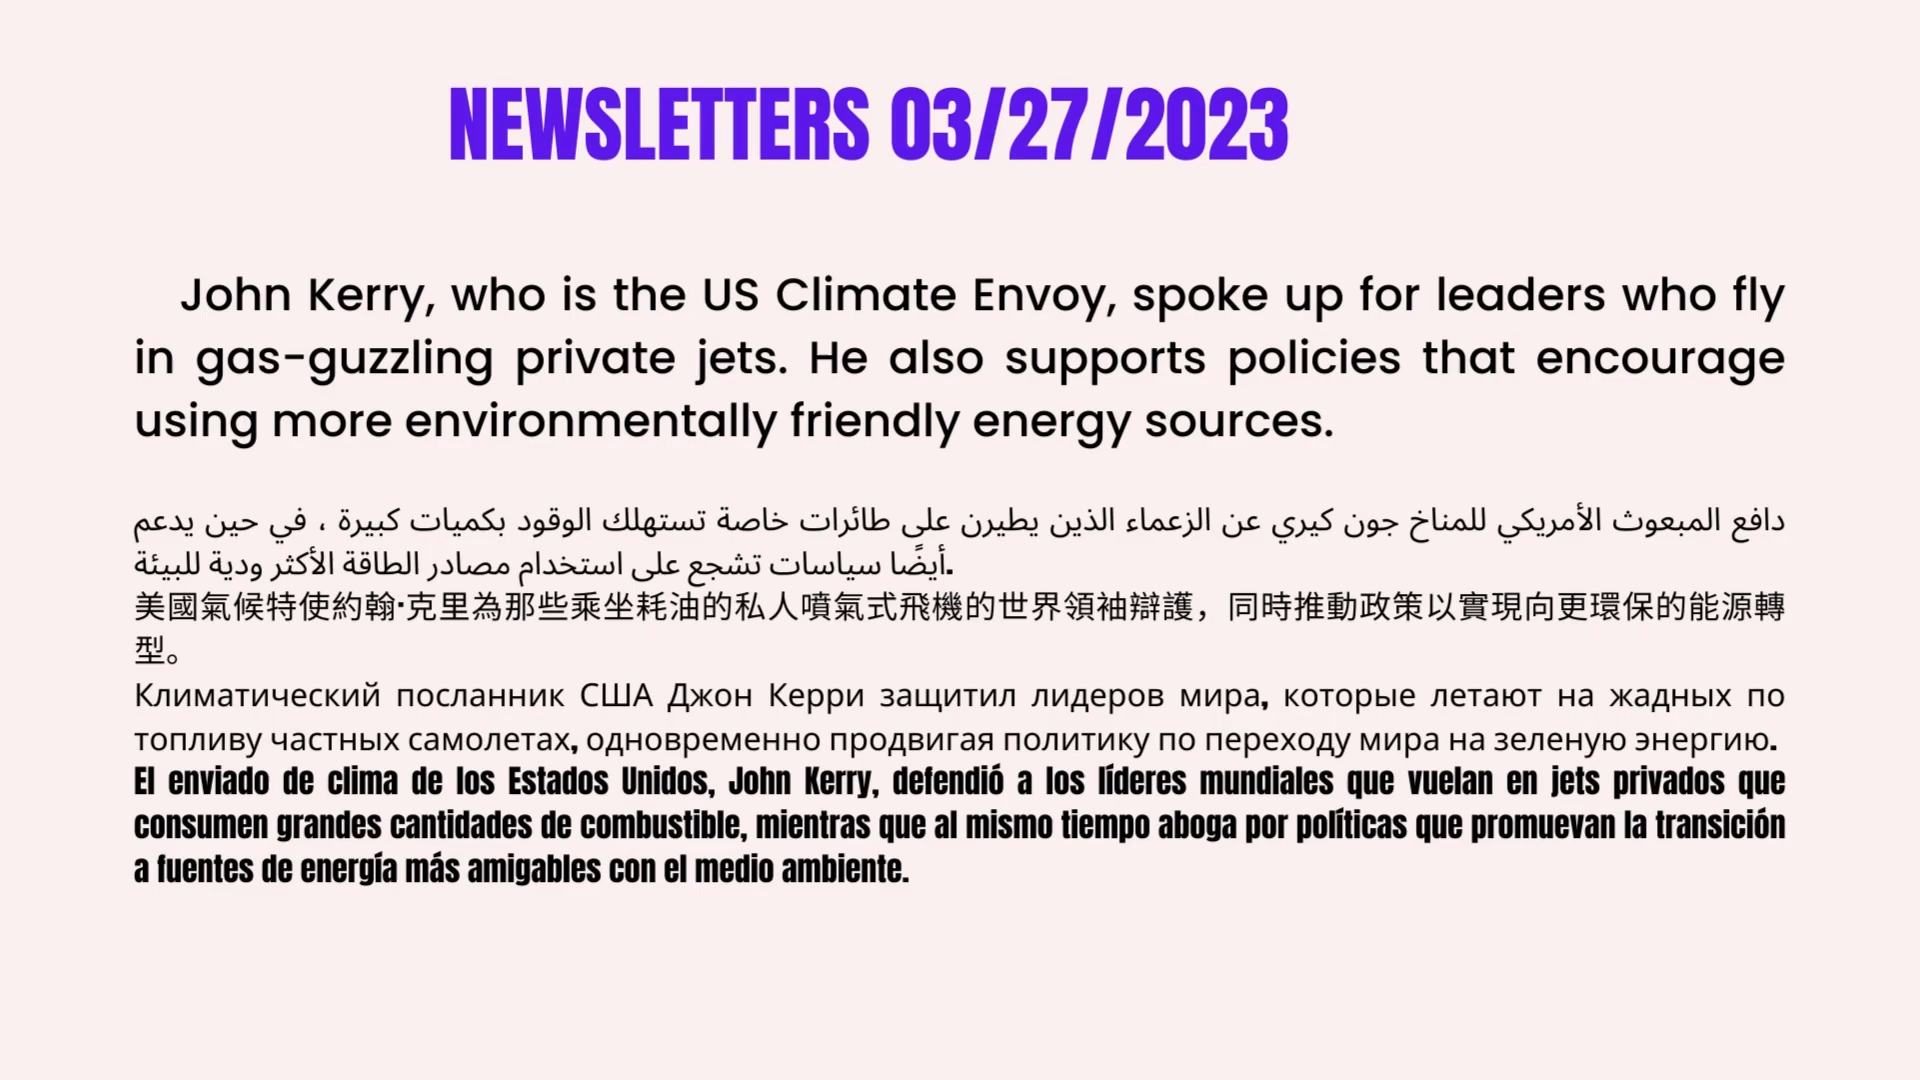 NEWSLETTERS 03/27/2023
John Kerry, who is the US Climate Envoy, spoke up for leaders who fly
in gas-guzzling private jets. He also supports policies that encourage
using more environmentally friendly energy sources.
دافع المبعوث الأمريكي للمناخ جون كيري عن الزعماء الذين يطيرن على طائرات خاصة تستهلك الوقود بكميات كبيرة ، في حين يدعم
أيضًا سياسات تشجع على استخدام مصادر الطاقة الأكثر ودية للبيئة.
美國氣候特使約翰·克里為那些乘坐耗油的私人噴氣式飛機的世界領袖辯護，同時推動政策以實現向更環保的能源轉
型。
Климатический посланник США Джон Керри защитил лидеров мира, которые летают на жадных по
топливу частных самолетах, одновременно продвигая политику по переходу мира на зеленую энергию.
El enviado de clima de los Estados Unidos, John Kerry, defendió a los líderes mundiales que vuelan en jets privados que
consumen grandes cantidades de combustible, mientras que al mismo tiempo aboga por políticas que promuevan la transición
a fuentes de energía más amigables con el medio ambiente.